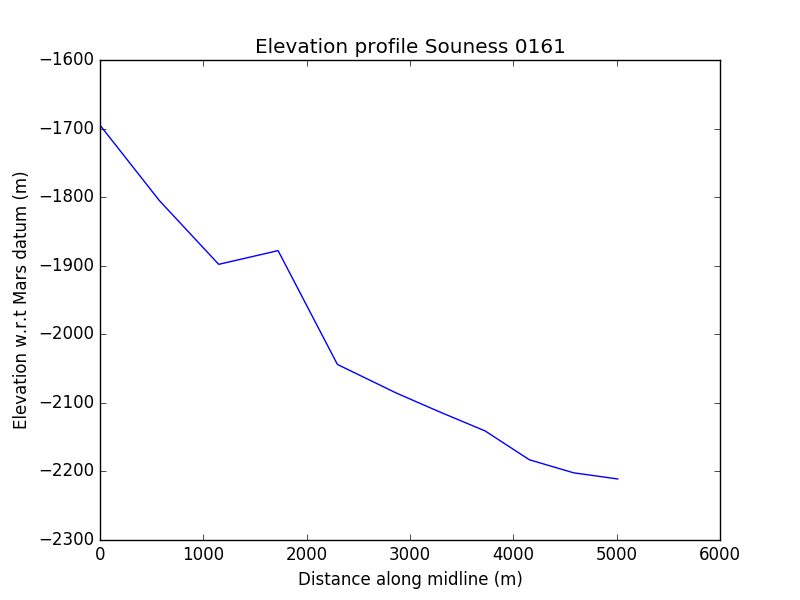 Elevation profile Souness 0161
−1600
−1700
−1800
−1900
−2000
−2100
−2200
−2300
Elevation w.r.t Mars datum (m)
0 1000 2000 3000 4000 5000 6000
Distance along midline (m)